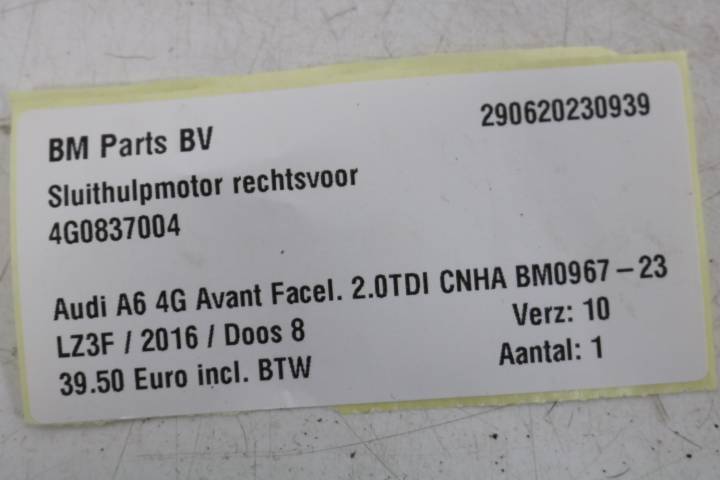 BM Parts BV 290620230939
Sluithulpmotor rechtsvoor
4G0837004
Audi A6 4G Avant Facel. 2.0TDI CNHA BM0967-23
LZ3F / 2016 / Doos 8 Verz: 10
39.50 Euro incl. BTW Aantal: 1